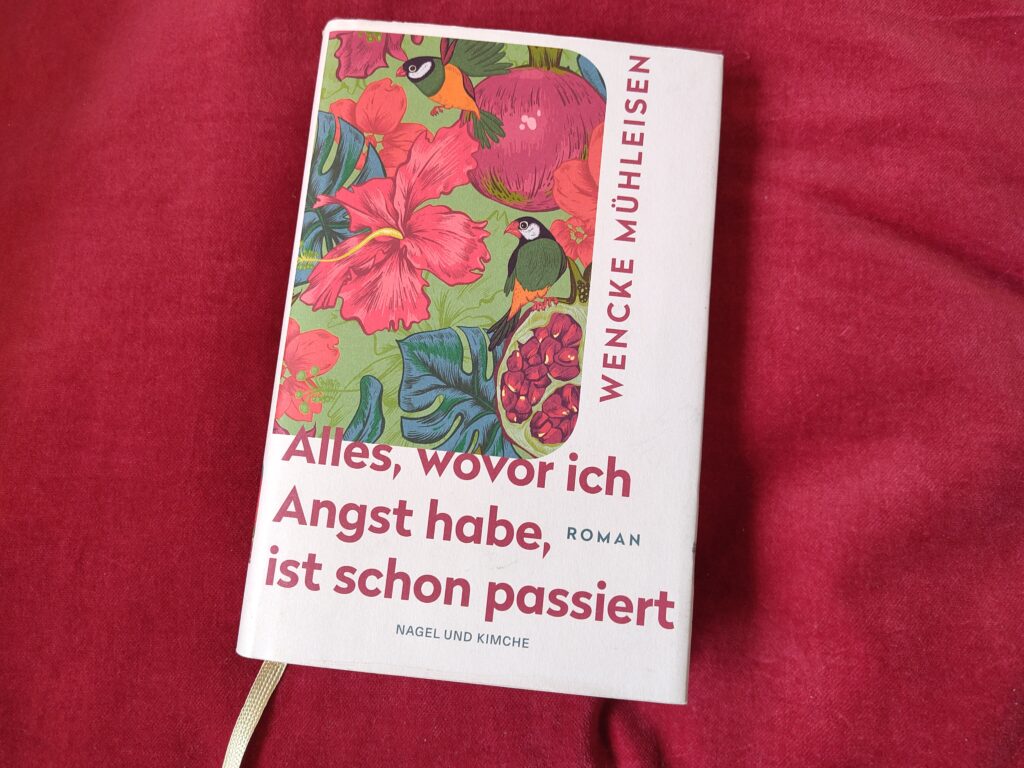 WENCKE MÜHLEISEN
Alles, wovor ich
Angst habe,
ROMAN
ist schon passiert
NAGEL UND KIMCHE